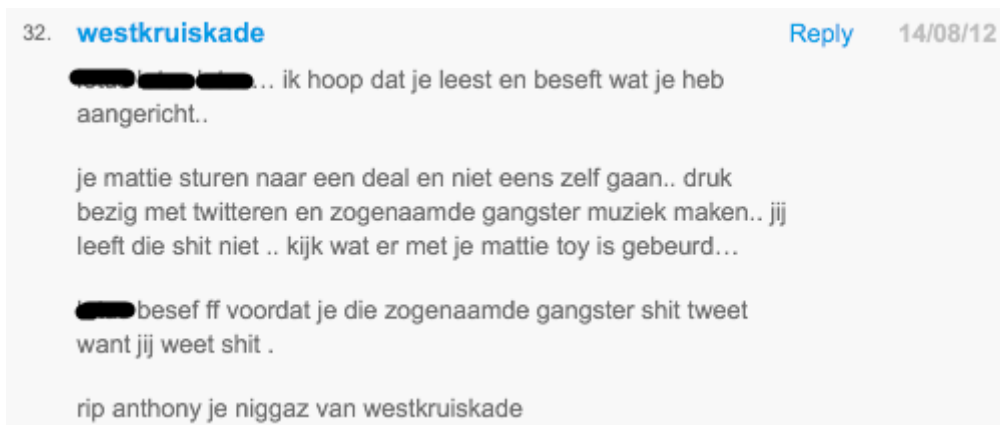 32. westkruiskade Reply 14/08/12
... ik hoop dat je leest en beseft wat je heb
aangericht..
je mattie sturen naar een deal en niet eens zelf gaan.. druk
bezig met twitteren en zogenaamde gangster muziek maken.. jij
leeft die shit niet .. kijk wat er met je mattie toy is gebeurd...
besef ff voordat je die zogenaamde gangster shit tweet
want jij weet shit .
rip anthony je niggaz van westkruiskade